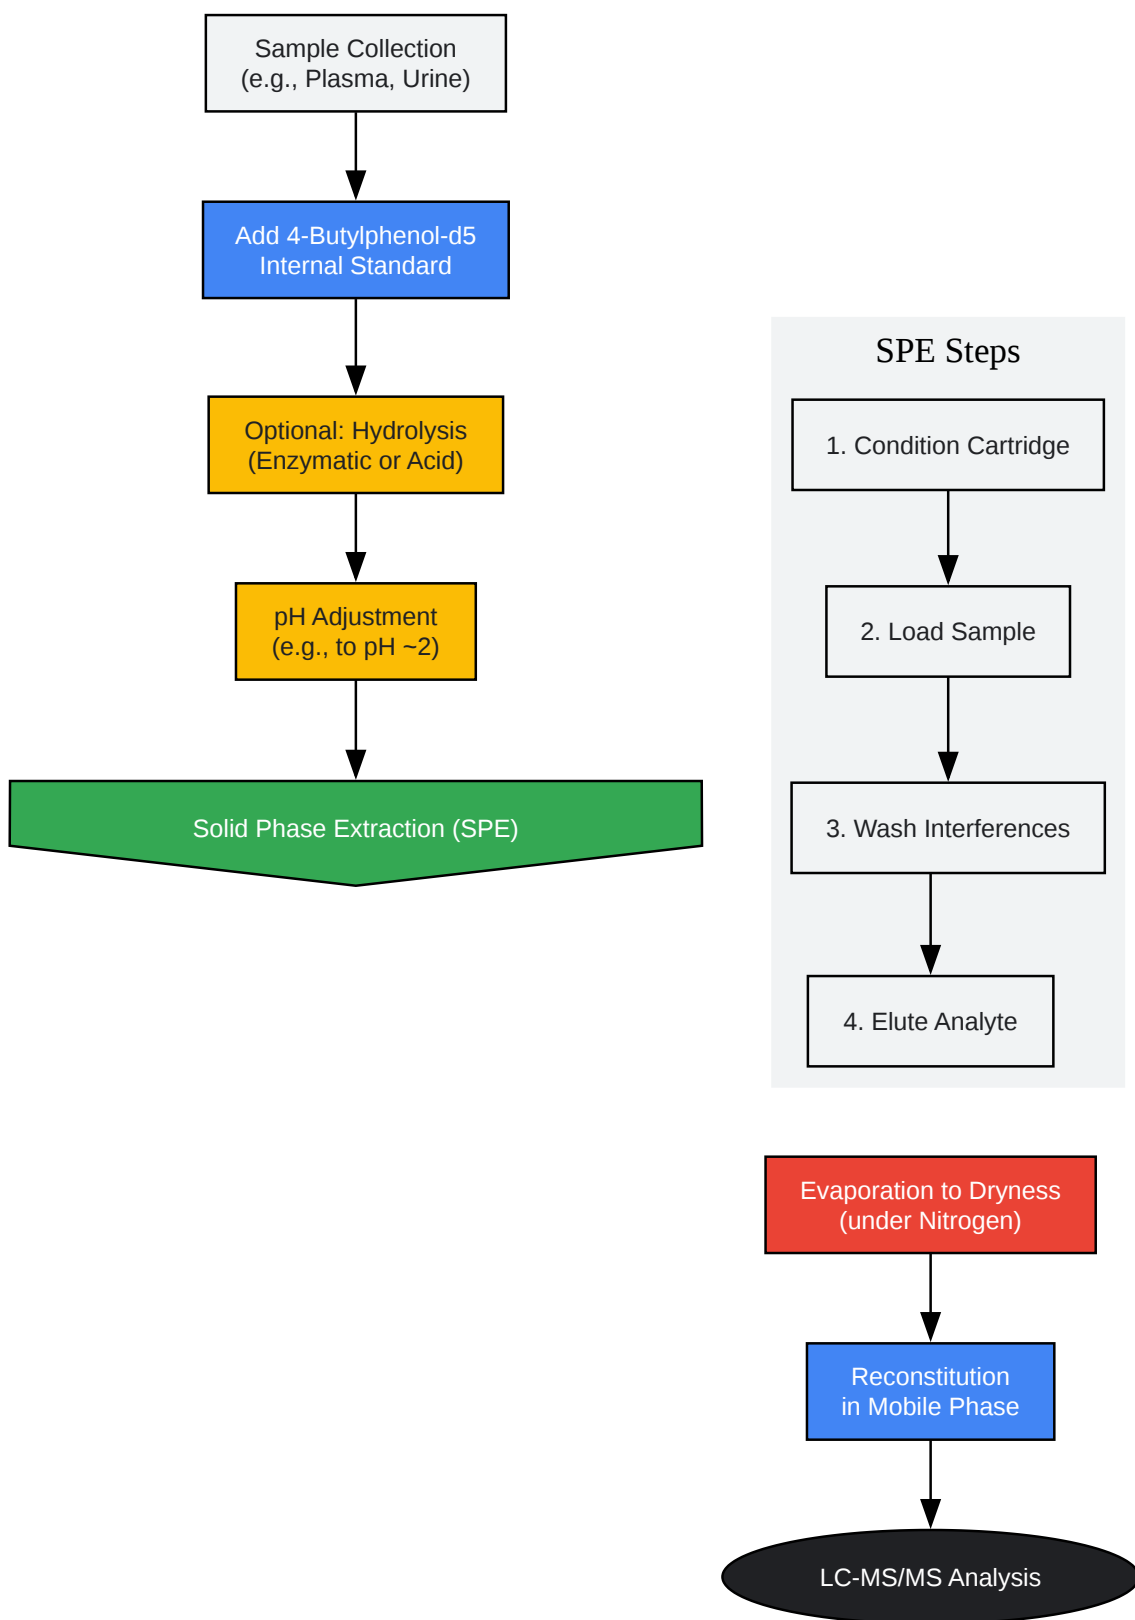 Sample Collection
(e.g., Plasma, Urine)
Add 4-Butylphenol-d5
Internal Standard
Optional: Hydrolysis
(Enzymatic or Acid)
pH Adjustment
(e.g., to pH ~2)
Solid Phase Extraction (SPE)
SPE Steps
1. Condition Cartridge
2. Load Sample
3. Wash Interferences
4. Elute Analyte
Evaporation to Dryness
(under Nitrogen)
Reconstitution
in Mobile Phase
LC-MS/MS Analysis